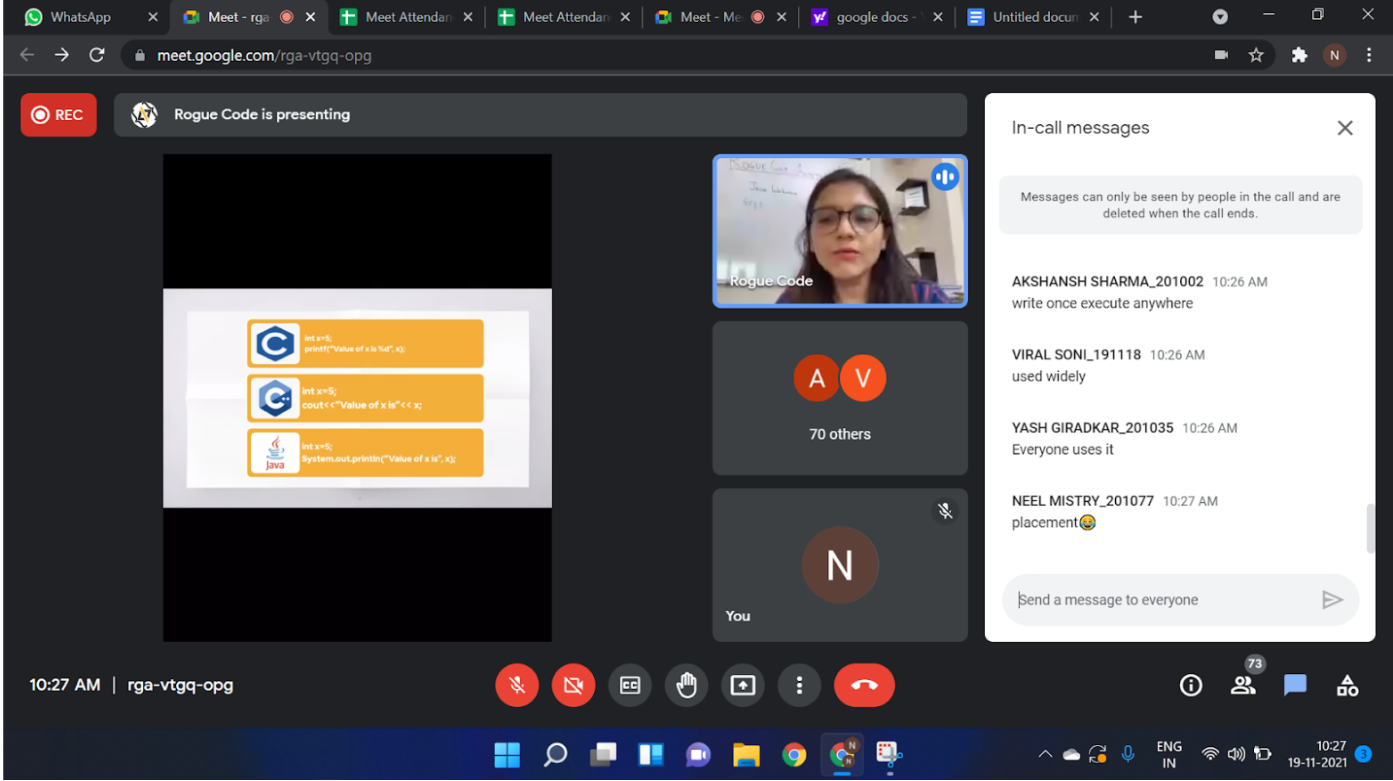 WhatsApp
Meet - rga
Meet Attendan
Meet Attendan
Meet - Me
google docs -
Untitled docun
meet.google.com/rga-vtgq-opg
N
REC
Rogue Code is presenting
int x=5;
printf("Value of x is %d", x);
int x=5;
cout<<"Value of x is"<< x;
Java
int x=5;
System.out.println("Value of x is", x);
Rogue Code
A V
70 others
N
You
In-call messages
Messages can only be seen by people in the call and are
deleted when the call ends.
AKSHANSH SHARMA_201002 10:26 AM
write once execute anywhere
VIRAL SONI_191118 10:26 AM
used widely
YASH GIRADKAR_201035 10:26 AM
Everyone uses it
NEEL MISTRY_201077 10:27 AM
placement😂
Send a message to everyone
10:27 AM | rga-vtgq-opg
CC
73
ENG
IN
10:27
19-11-2021
3